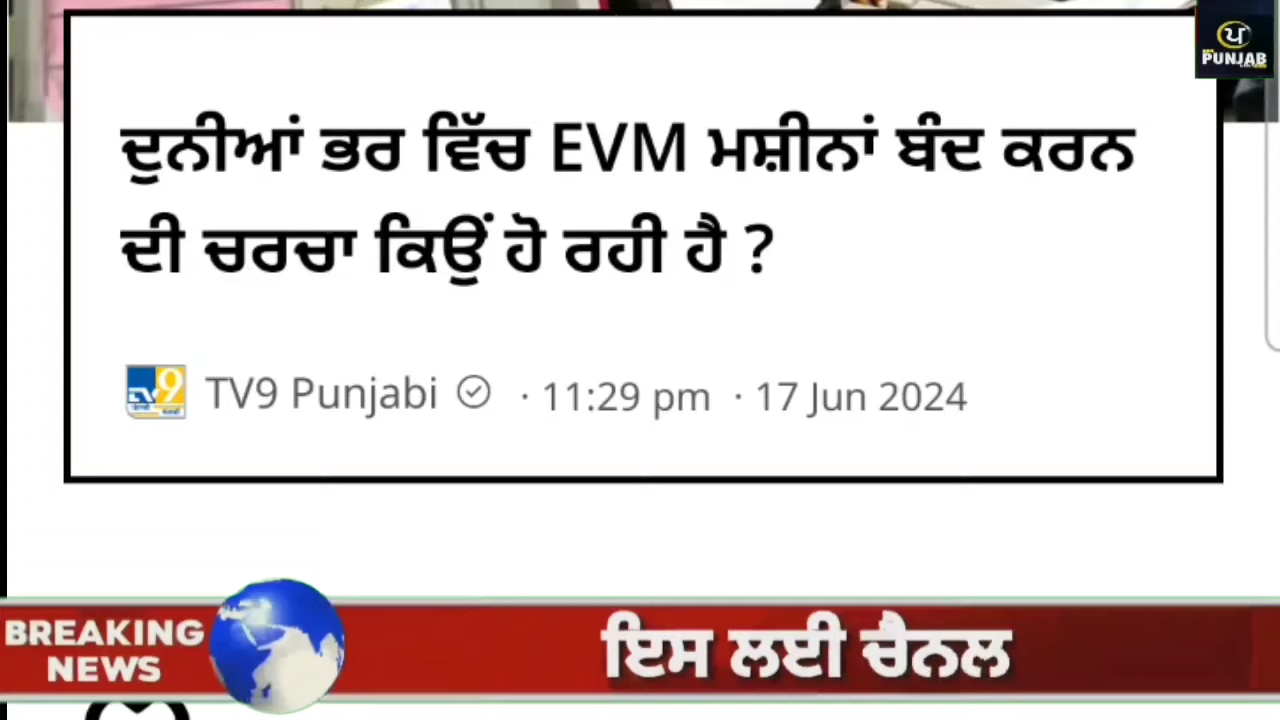 ਪ
PUNJAB
ਦੁਨੀਆਂ ਭਰ ਵਿੱਚ EVM ਮਸ਼ੀਨਾਂ ਬੰਦ ਕਰਨ
ਦੀ ਚਰਚਾ ਕਿਉਂ ਹੋ ਰਹੀ ਹੈ ?
TV9 Punjabi · 11:29 pm · 17 Jun 2024
BREAKING
NEWS
ਇਸ ਲਈ ਚੈਨਲ